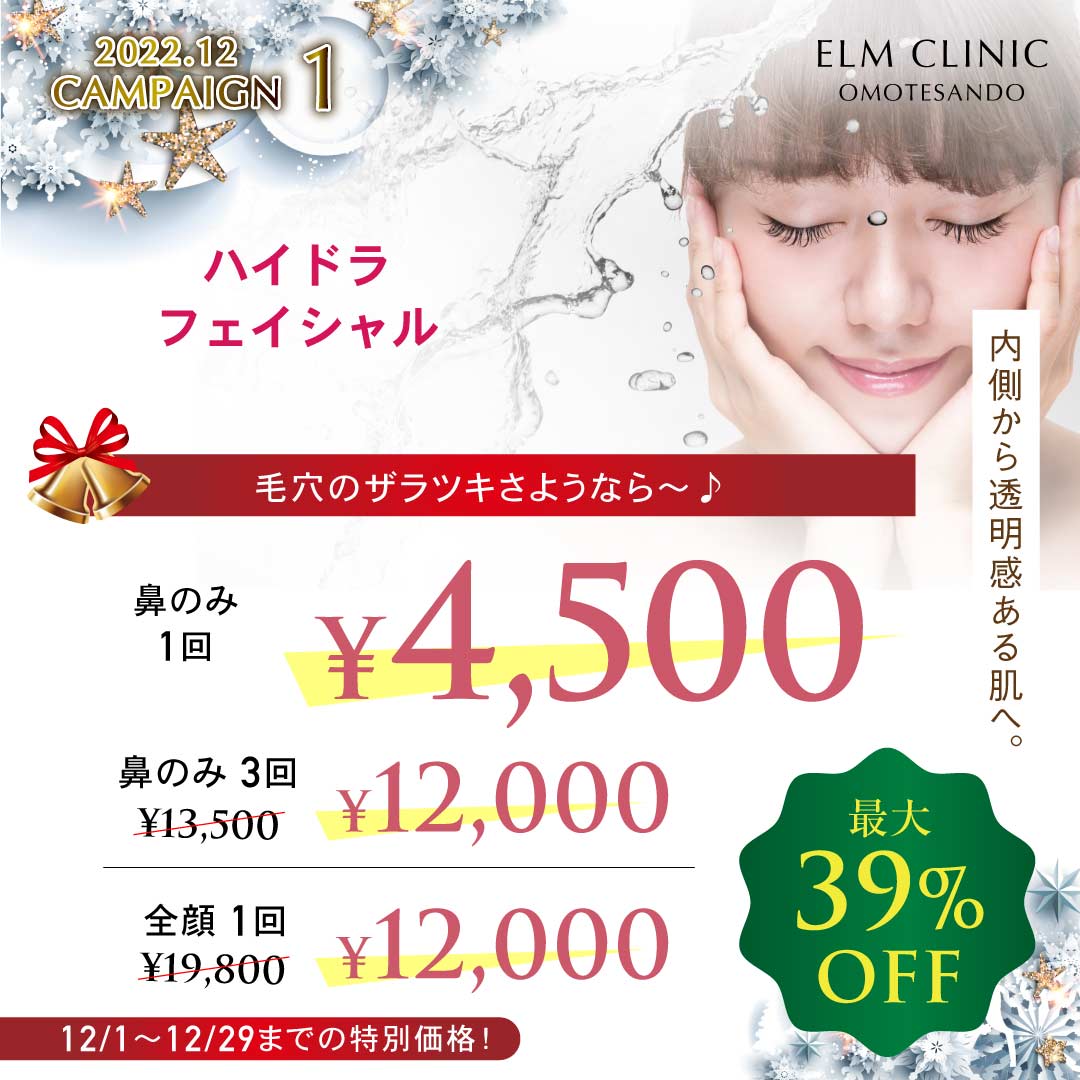 2022.12
CAMPAIGN 1
ELM CLINIC
OMOTESANDO
ハイドラ
フェイシャル
内側から透明感ある肌へ。
毛穴のザラツキさようなら～♪
鼻のみ
1回
¥4,500
鼻のみ 3回
¥13,500
¥12,000
全顔 1回
¥19,800
¥12,000
最大
39%
OFF
12/1～12/29までの特別価格！